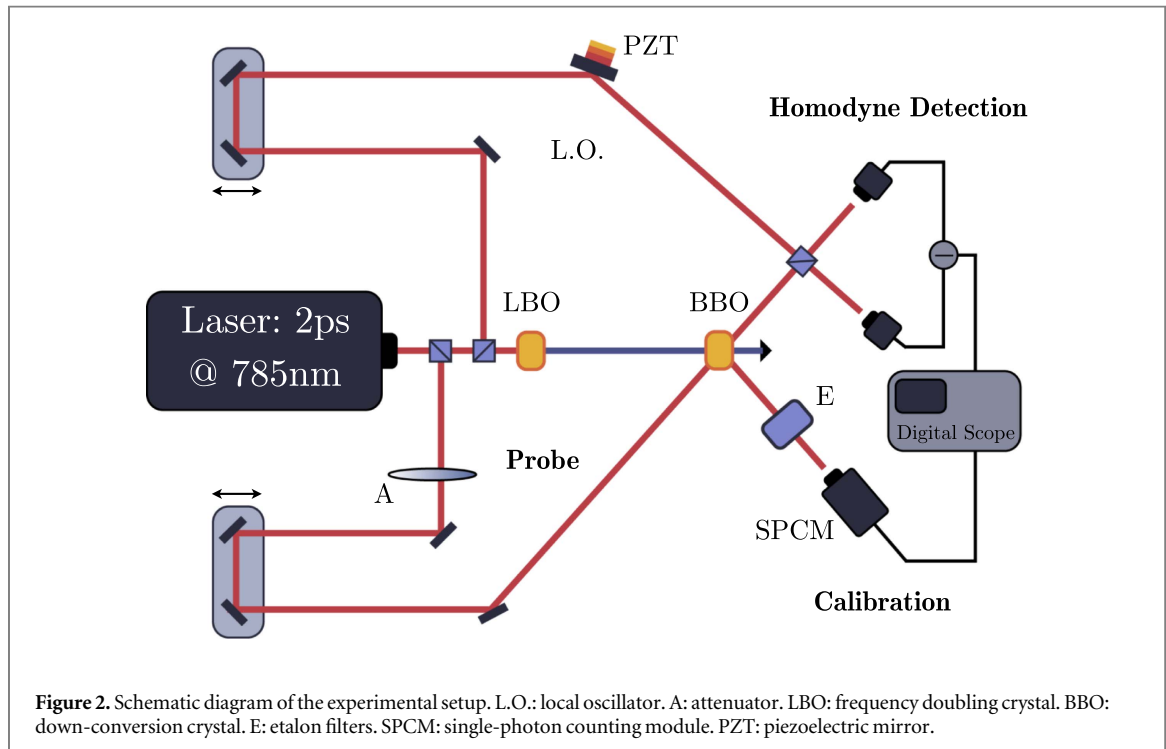 PZT
Homodyne Detection
L.O.
LBO
BBO
Laser: 2ps
@ 785nm
E
Digital Scope
Probe
A
SPCM
Calibration
Figure 2. Schematic diagram of the experimental setup. L.O.: local oscillator. A: attenuator. LBO: frequency doubling crystal. BBO:
down-conversion crystal. E: etalon filters. SPCM: single-photon counting module. PZT: piezoelectric mirror.